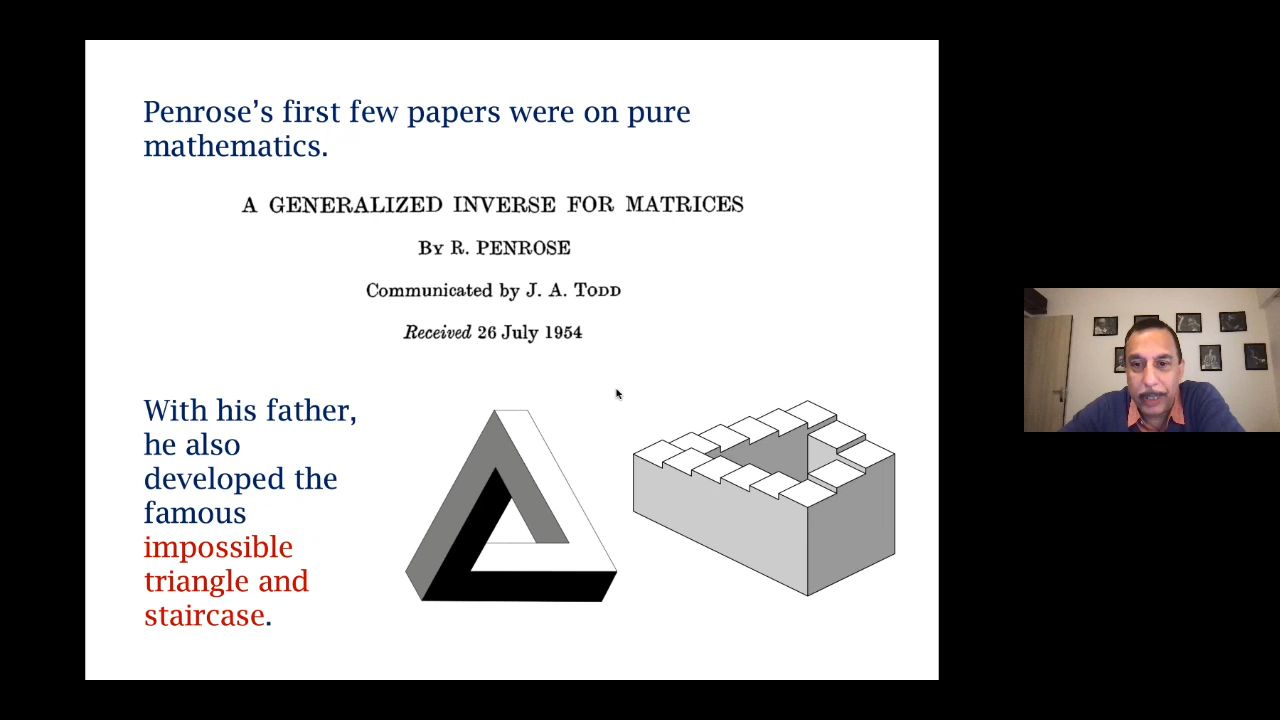 Penrose’s first few papers were on pure
mathematics.
A GENERALIZED INVERSE FOR MATRICES
By R. PENROSE
Communicated by J. A. Todd
Received 26 July 1954
With his father,
he also
developed the
famous
impossible
triangle and
staircase.